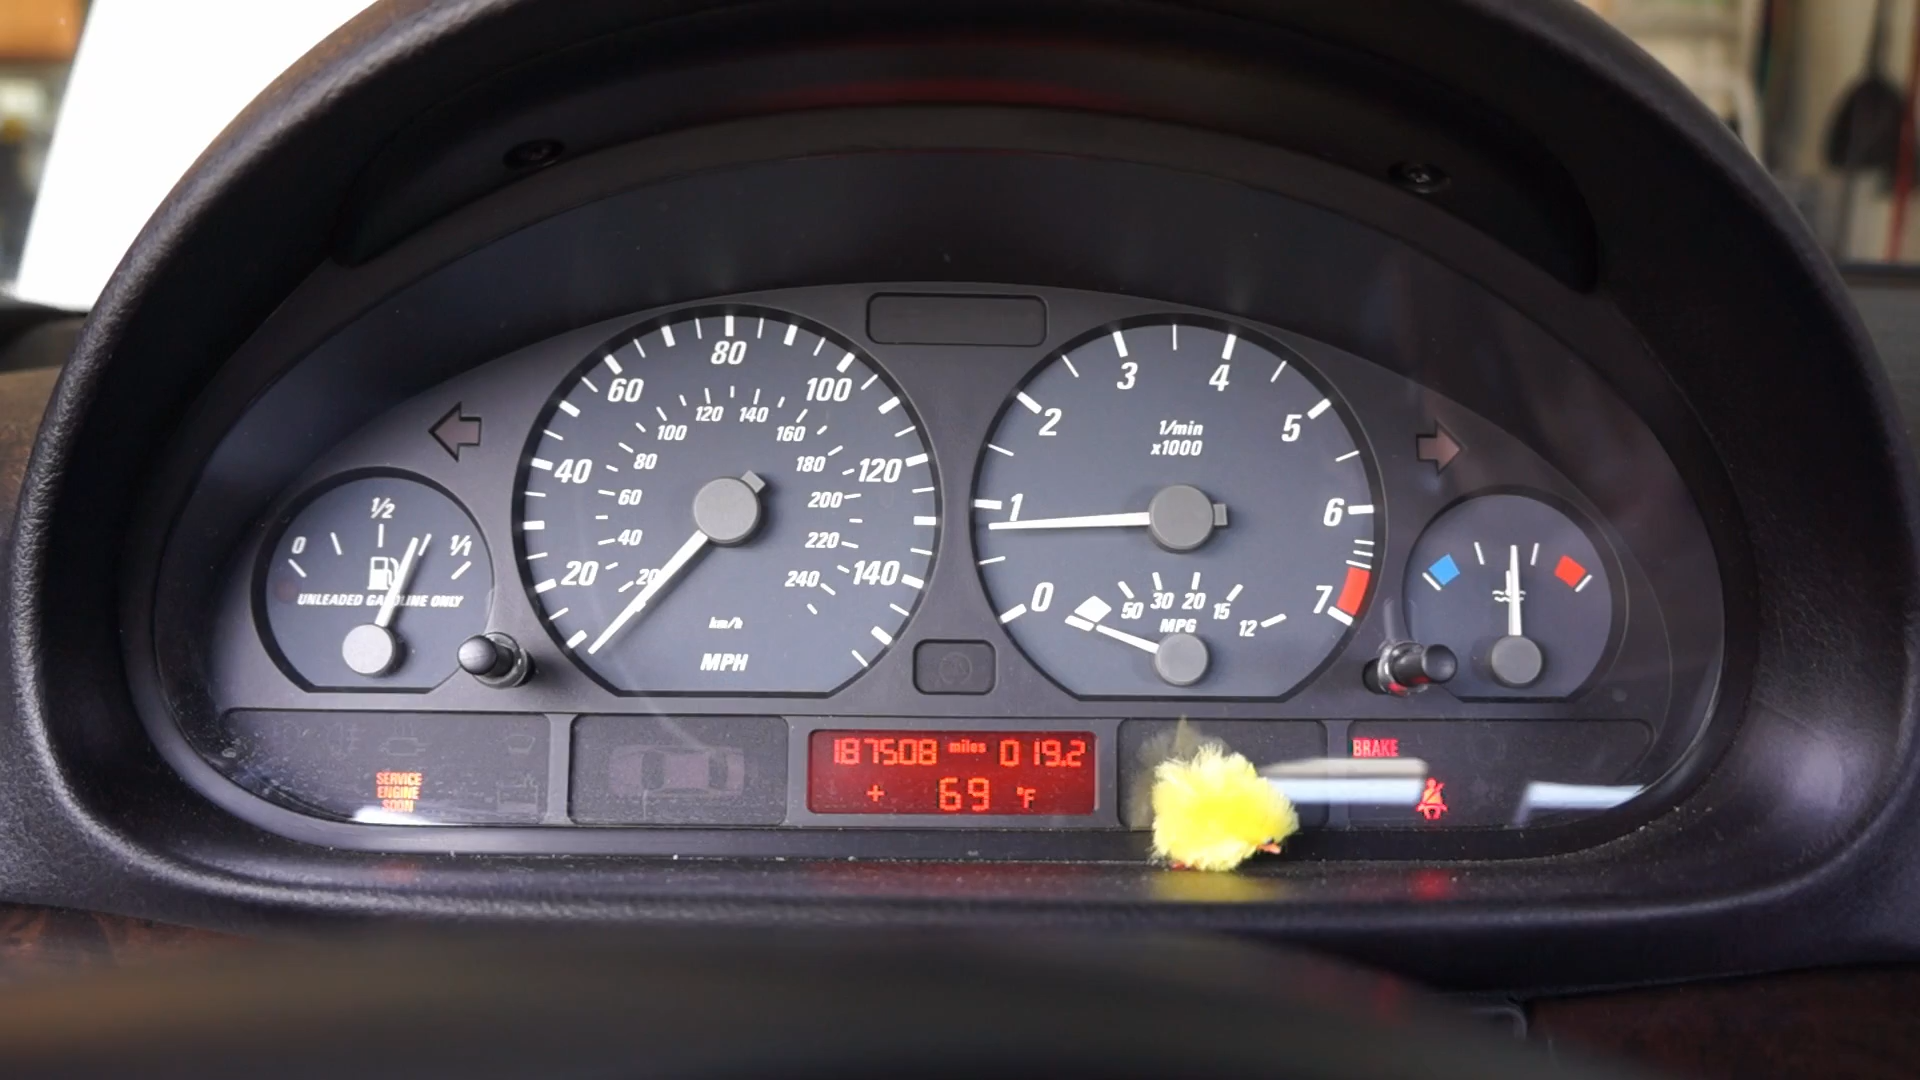 0 1/2 1/1
UNLEADED GASOLINE ONLY
20 40 60 80 100 120 140
20 40 60 80 100 120 140 160 180 200 220 240
km/h
MPH
0 1 2 3 4 5 6 7
1/min
x1000
50 30 20 15 12
MPG
SERVICE
ENGINE
SOON
187508 miles 019.2
+ 69 °F
BRAKE